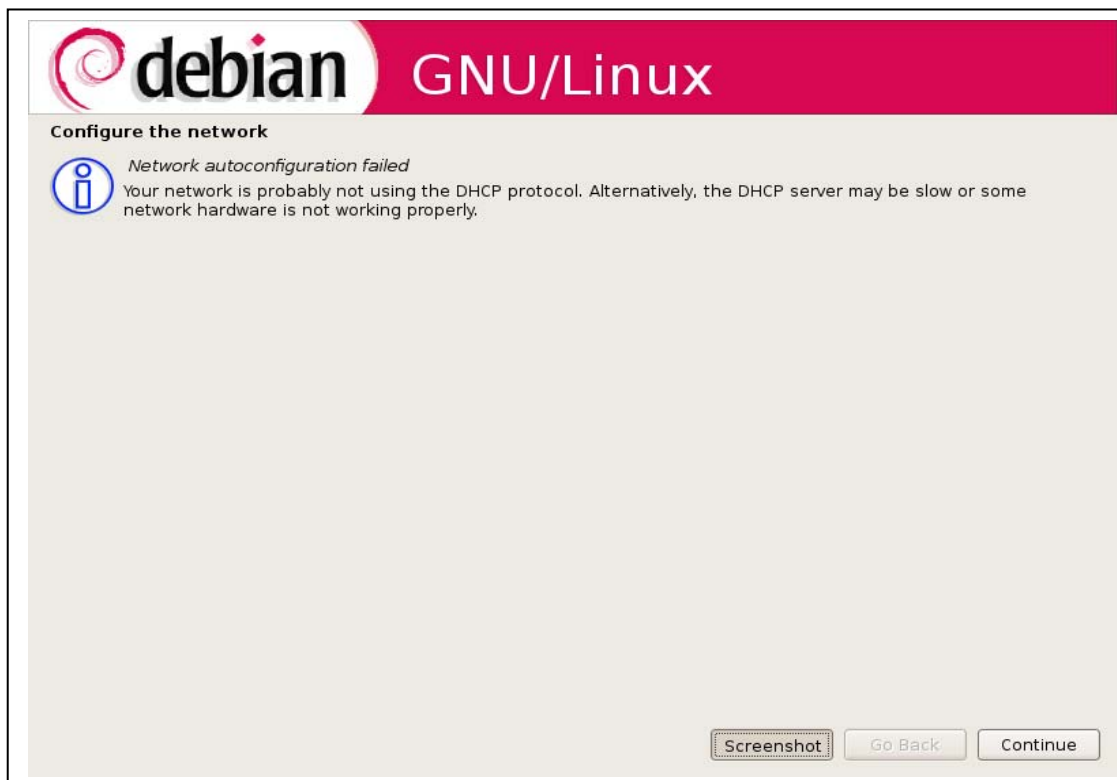 debian GNU/Linux
Configure the network
Network autoconfiguration failed
Your network is probably not using the DHCP protocol. Alternatively, the DHCP server may be slow or some
network hardware is not working properly.
Screenshot Go Back Continue